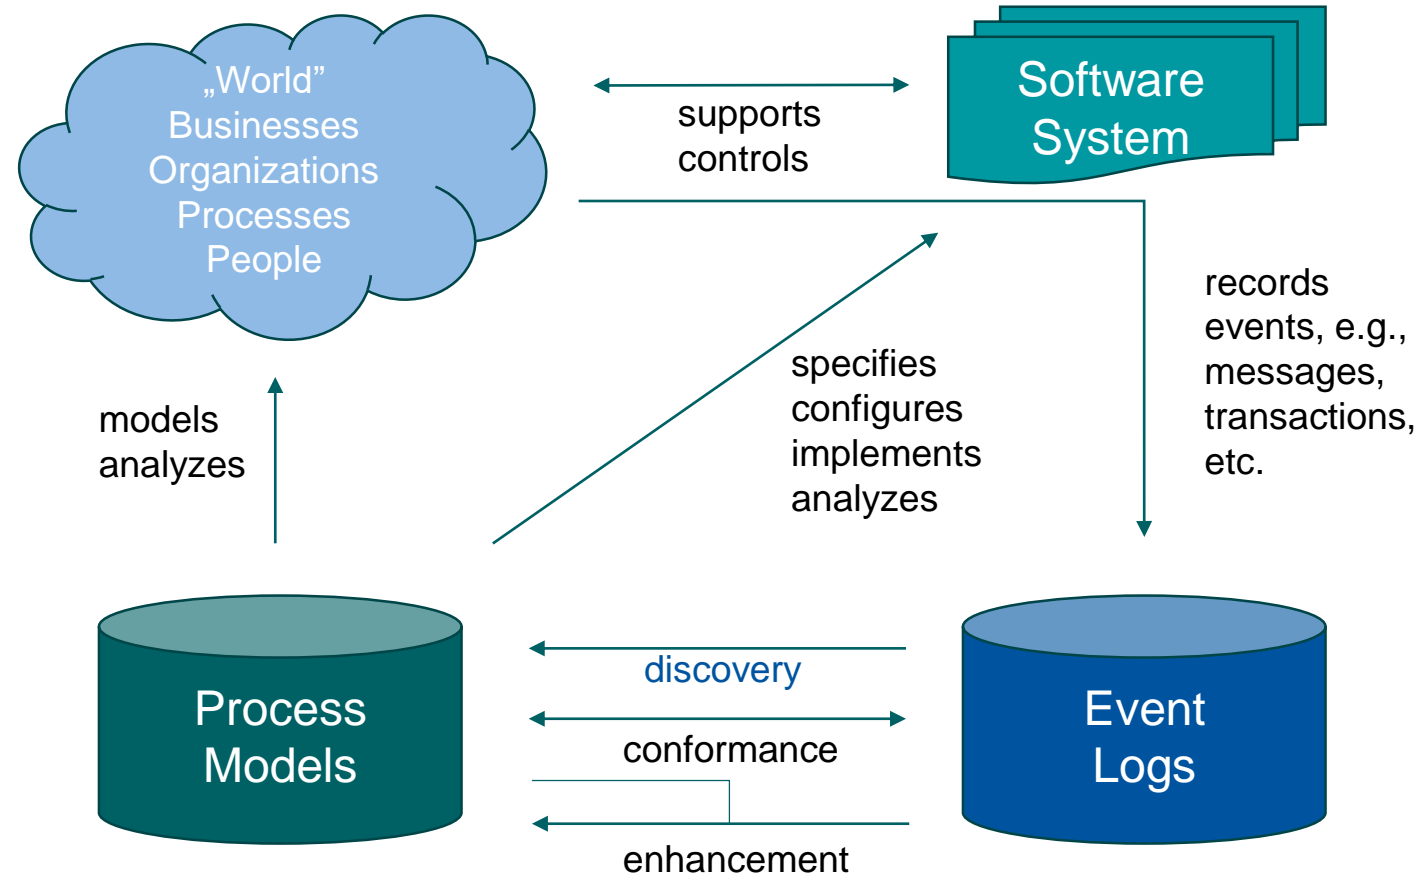 „World”
Businesses
Organizations
Processes
People
supports
controls
Software
System
records
events, e.g.,
messages,
transactions,
etc.
specifies
configures
implements
analyzes
models
analyzes
Process
Models
discovery
conformance
enhancement
Event
Logs